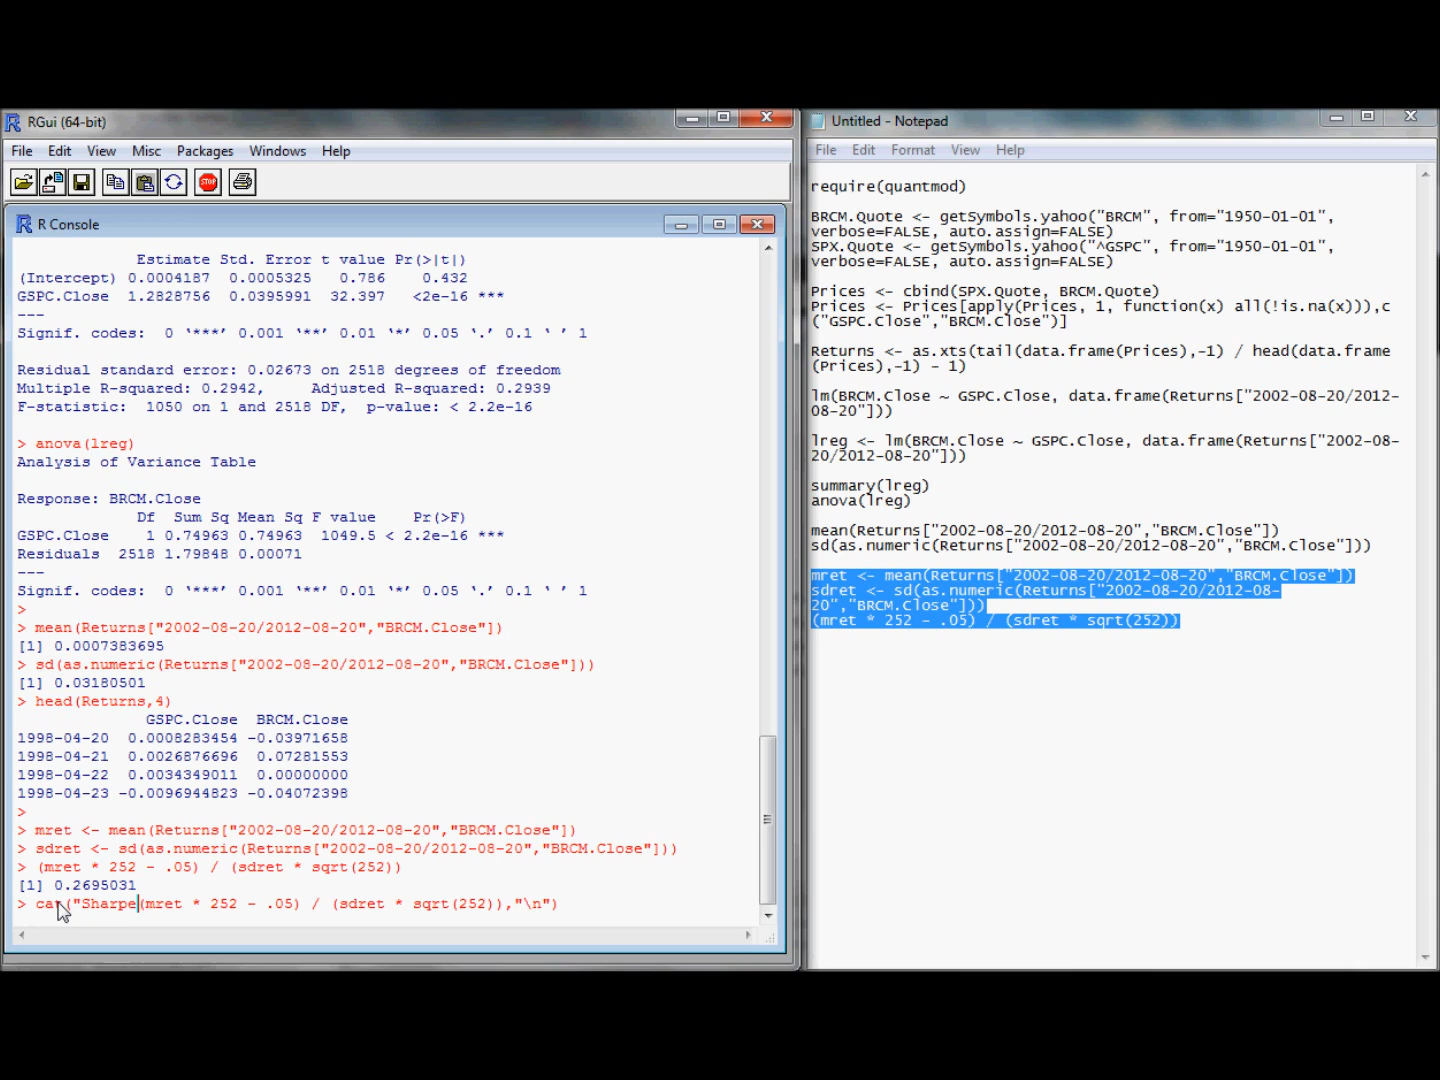 RGui (64-bit)
File Edit View Misc Packages Windows Help
STOP
R Console
Estimate Std. Error t value Pr(>|t|)
(Intercept) 0.0004187 0.0005325 0.786 0.432
GSPC.Close 1.2828756 0.0395991 32.397 <2e-16 ***
---
Signif. codes: 0 ‘***’ 0.001 ‘**’ 0.01 ‘*’ 0.05 ‘.’ 0.1 ‘ ’ 1
Residual standard error: 0.02673 on 2518 degrees of freedom
Multiple R-squared: 0.2942, Adjusted R-squared: 0.2939
F-statistic: 1050 on 1 and 2518 DF, p-value: < 2.2e-16
> anova(lreg)
Analysis of Variance Table
Response: BRCM.Close
Df Sum Sq Mean Sq F value Pr(>F)
GSPC.Close 1 0.74963 0.74963 1049.5 < 2.2e-16 ***
Residuals 2518 1.79848 0.00071
---
Signif. codes: 0 ‘***’ 0.001 ‘**’ 0.01 ‘*’ 0.05 ‘.’ 0.1 ‘ ’ 1
>
> mean(Returns["2002-08-20/2012-08-20","BRCM.Close"])
[1] 0.0007383695
> sd(as.numeric(Returns["2002-08-20/2012-08-20","BRCM.Close"]))
[1] 0.03180501
> head(Returns,4)
GSPC.Close BRCM.Close
1998-04-20 0.0008283454 -0.03971658
1998-04-21 0.0026876696 0.07281553
1998-04-22 0.0034349011 0.00000000
1998-04-23 -0.0096944823 -0.04072398
>
> mret <- mean(Returns["2002-08-20/2012-08-20","BRCM.Close"])
> sdret <- sd(as.numeric(Returns["2002-08-20/2012-08-20","BRCM.Close"]))
> (mret * 252 - .05) / (sdret * sqrt(252))
[1] 0.2695031
> cat("Sharpe(mret * 252 - .05) / (sdret * sqrt(252)),"\n")
Untitled - Notepad
File Edit Format View Help
require(quantmod)
BRCM.Quote <- getSymbols.yahoo("BRCM", from="1950-01-01",
verbose=FALSE, auto.assign=FALSE)
SPX.Quote <- getSymbols.yahoo("^GSPC", from="1950-01-01",
verbose=FALSE, auto.assign=FALSE)
Prices <- cbind(SPX.Quote, BRCM.Quote)
Prices <- Prices[apply(Prices, 1, function(x) all(!is.na(x))),c
("GSPC.Close","BRCM.Close")]
Returns <- as.xts(tail(data.frame(Prices),-1) / head(data.frame
(Prices),-1) - 1)
lm(BRCM.Close ~ GSPC.Close, data.frame(Returns["2002-08-20/2012-
08-20"]))
lreg <- lm(BRCM.Close ~ GSPC.Close, data.frame(Returns["2002-08-
20/2012-08-20"]))
summary(lreg)
anova(lreg)
mean(Returns["2002-08-20/2012-08-20","BRCM.Close"])
sd(as.numeric(Returns["2002-08-20/2012-08-20","BRCM.Close"]))
mret <- mean(Returns["2002-08-20/2012-08-20","BRCM.Close"])
sdret <- sd(as.numeric(Returns["2002-08-20/2012-08-
20","BRCM.Close"]))
(mret * 252 - .05) / (sdret * sqrt(252))